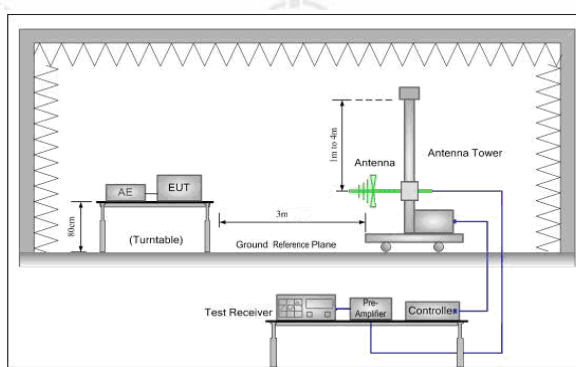 1m to 4m
Antenna
Antenna Tower
AE
EUT
80cm
3m
(Turntable)
Ground Reference Plane
Test Receiver
Pre-
Amplifier
Controller